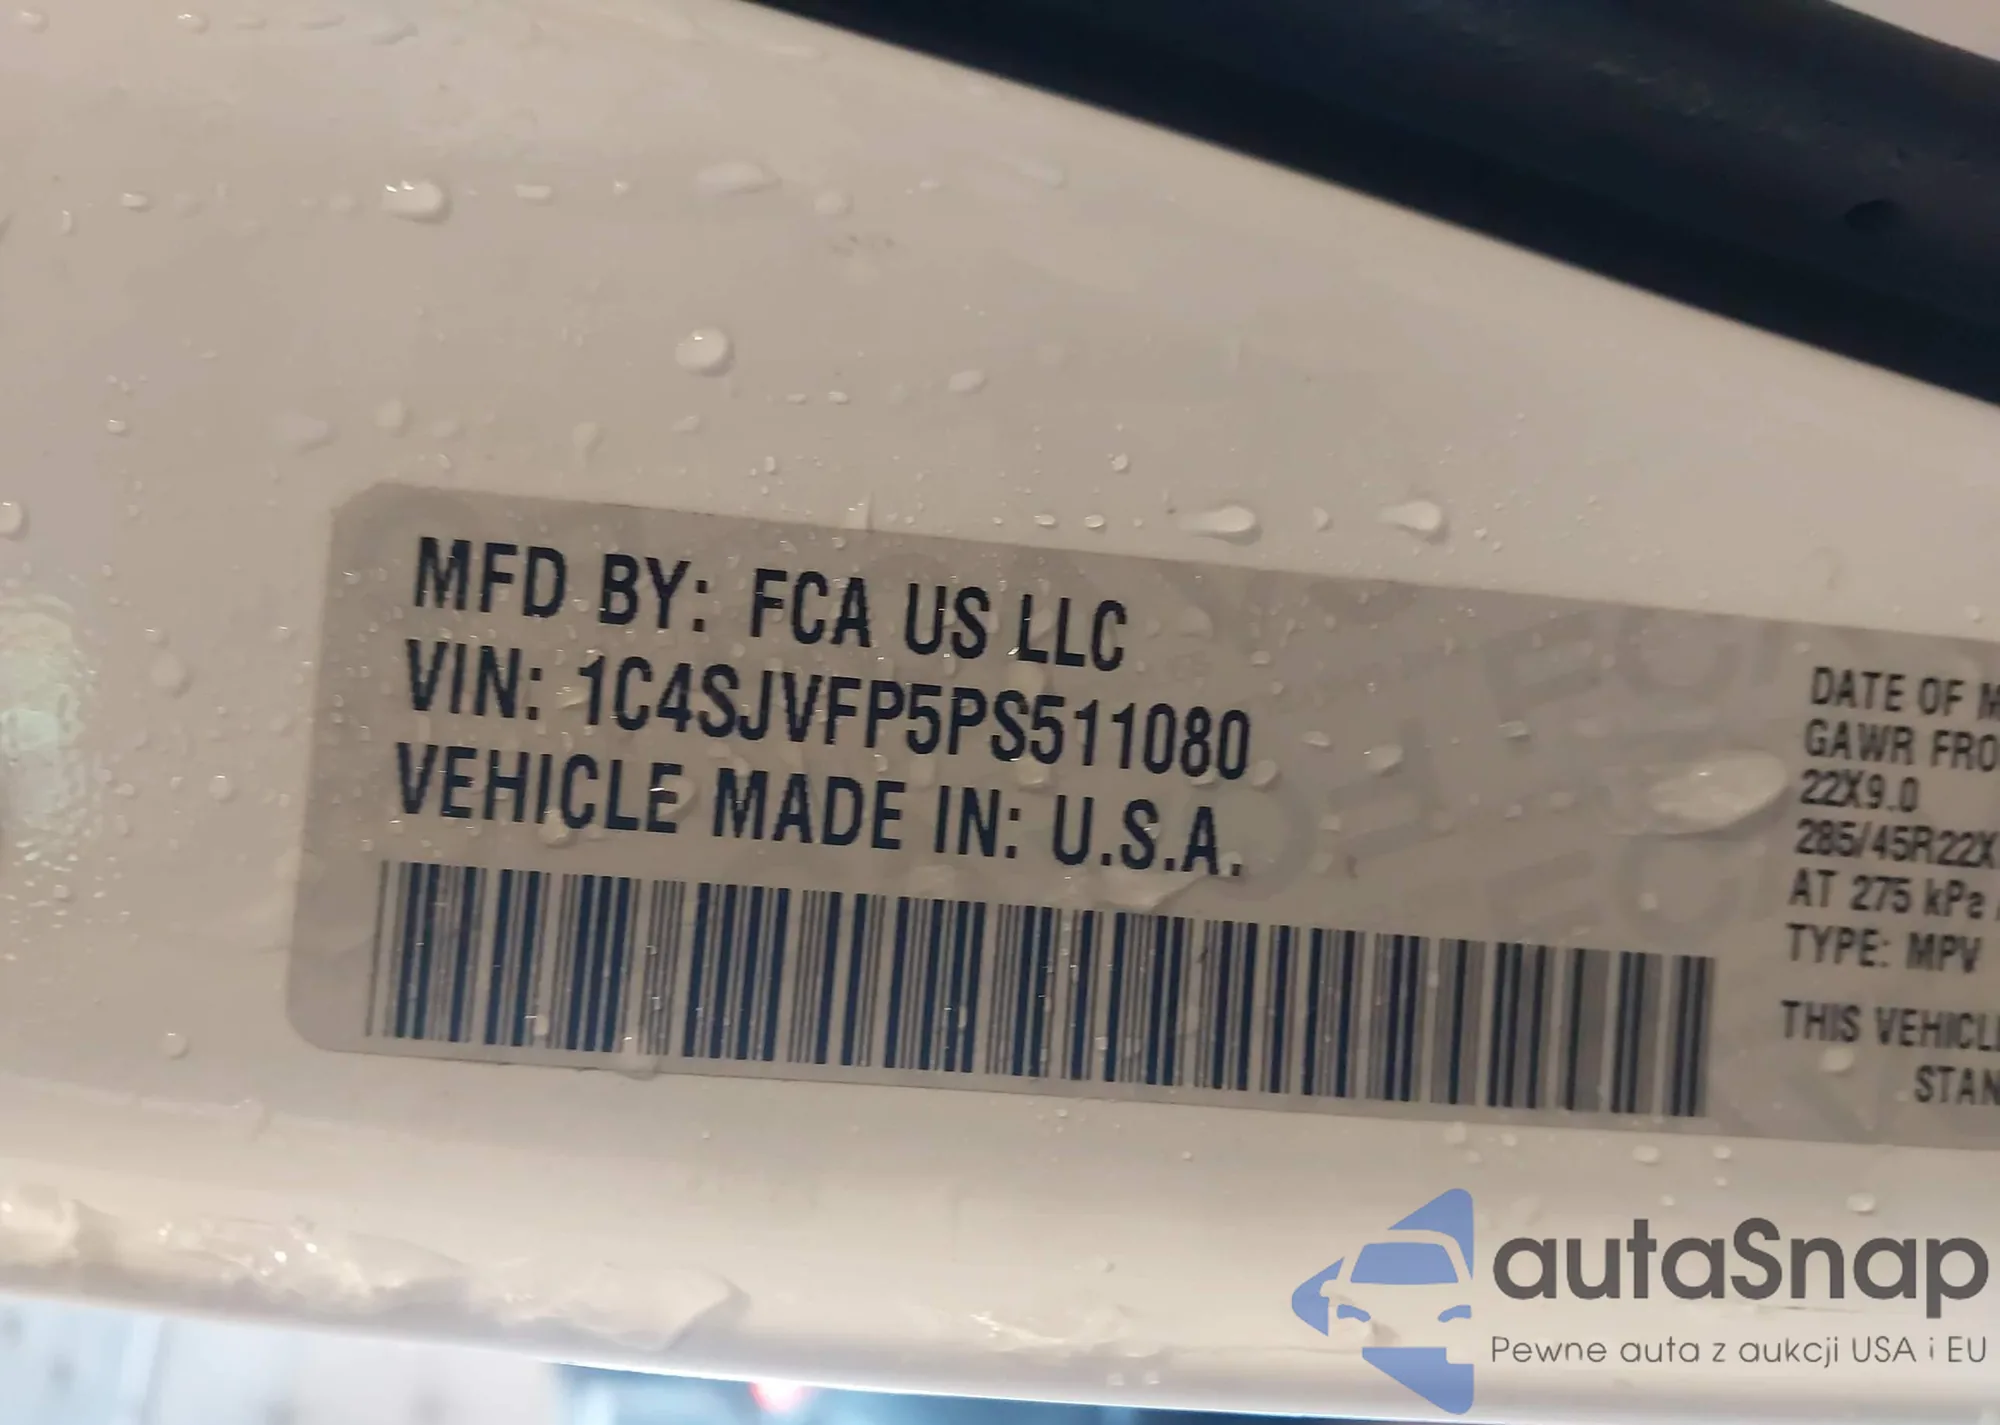 MFD BY: FCA US LLC
VIN: 1C4SJVFP5PS511080
VEHICLE MADE IN: U.S.A.
DATE OF M
GAWR FRO
22X9.0
285/45R22X
AT 275 kPa
TYPE: MPV
THIS VEHICL
STAN
autaSnap
Pewne auta z aukcji USA i EU